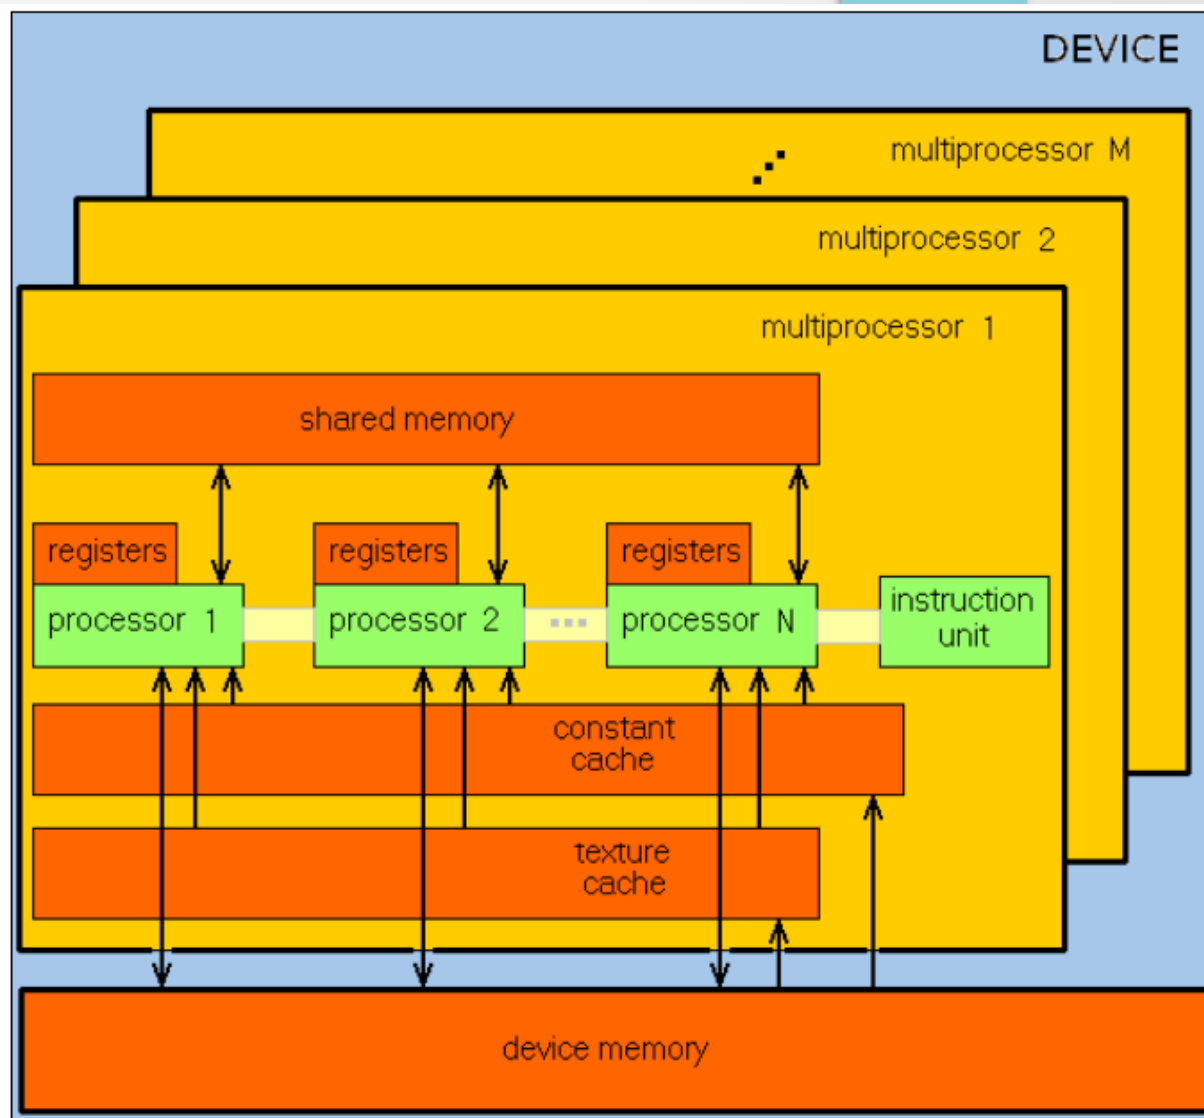 DEVICE
multiprocessor M
multiprocessor 2
multiprocessor 1
shared memory
registers registers registers
processor 1 processor 2 processor N instruction
unit
constant
cache
texture
cache
device memory